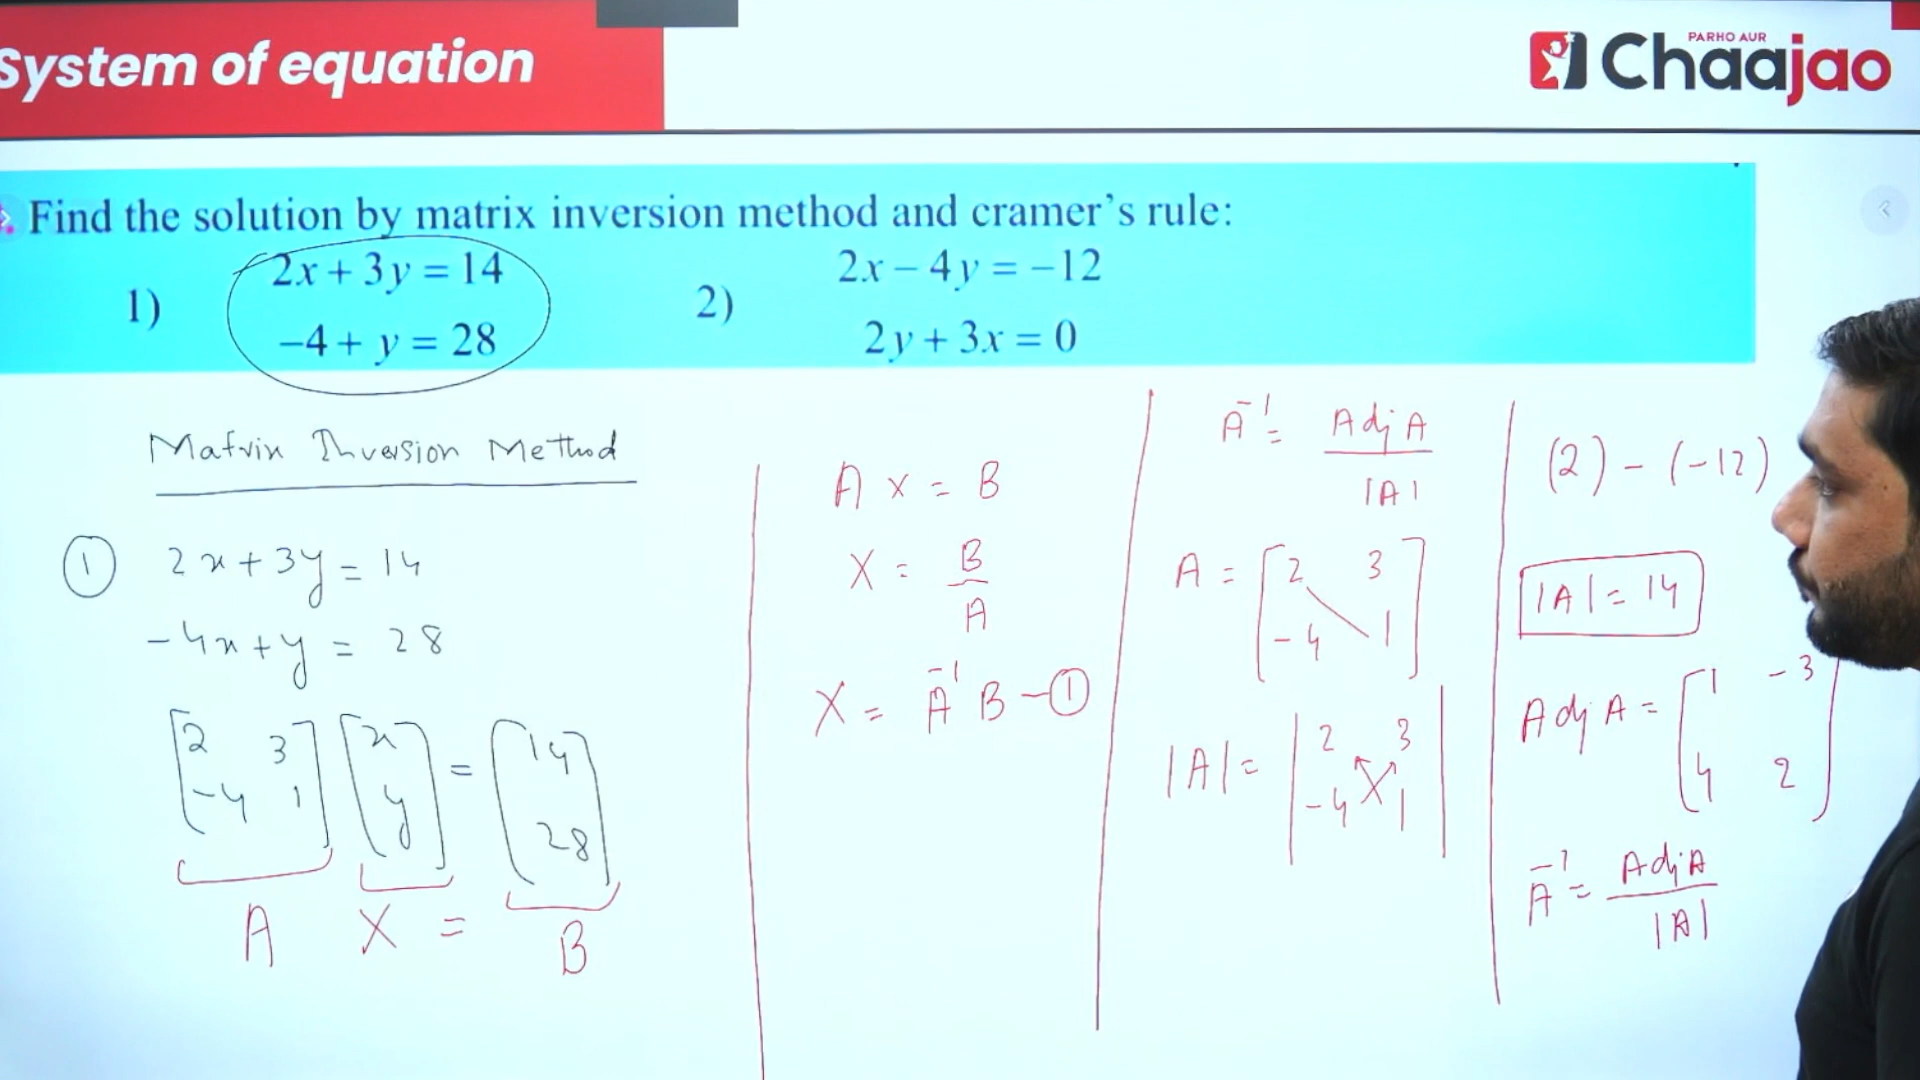 System of equation
PARHO AUR
Chaajao
Find the solution by matrix inversion method and cramer's rule:
1) 2x + 3y = 14
-4 + y = 28
2) 2x - 4y = -12
2y + 3x = 0
Matrix Inversion Method
① 2x + 3y = 14
-4x + y = 28
[2 3
-4 1] [x
y] = [14
28]
A X = B
A X = B
X = B
A
X = A⁻¹ B - ①
A⁻¹ = Adj A
|A|
A = [2 3
-4 1]
|A| = |2 3
-4 1|
(2) - (-12)
|A| = 14
Adj A = [1 -3
4 2]
A⁻¹ = Adj A
|A|